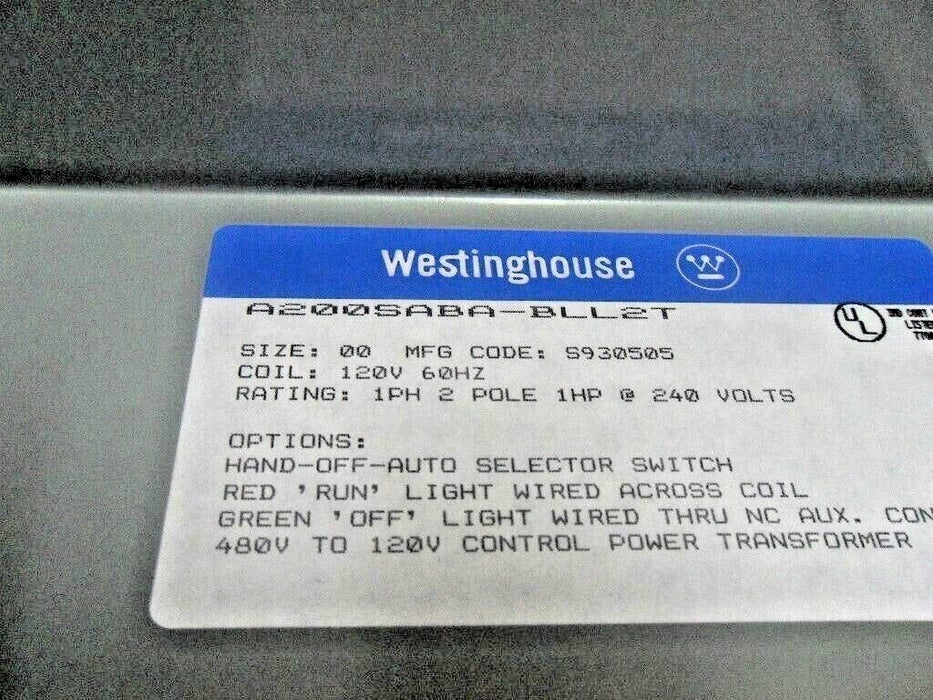 Westinghouse W
A200SABA-BLL2T
UL
SIZE: 00 MFG CODE: S930505
COIL: 120V 60HZ
RATING: 1PH 2 POLE 1HP @ 240 VOLTS
OPTIONS:
HAND-OFF-AUTO SELECTOR SWITCH
RED 'RUN' LIGHT WIRED ACROSS COIL
GREEN 'OFF' LIGHT WIRED THRU NC AUX. CON
480V TO 120V CONTROL POWER TRANSFORMER